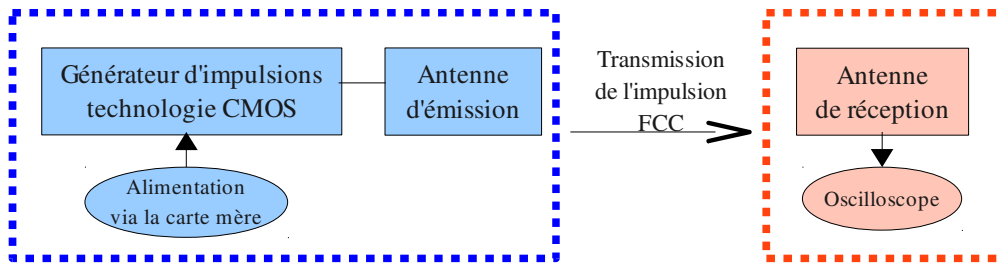 Générateur d'impulsions
technologie CMOS
Antenne
d'émission
Alimentation
via la carte mère
Transmission
de l'impulsion
FCC
Antenne
de réception
Oscilloscope